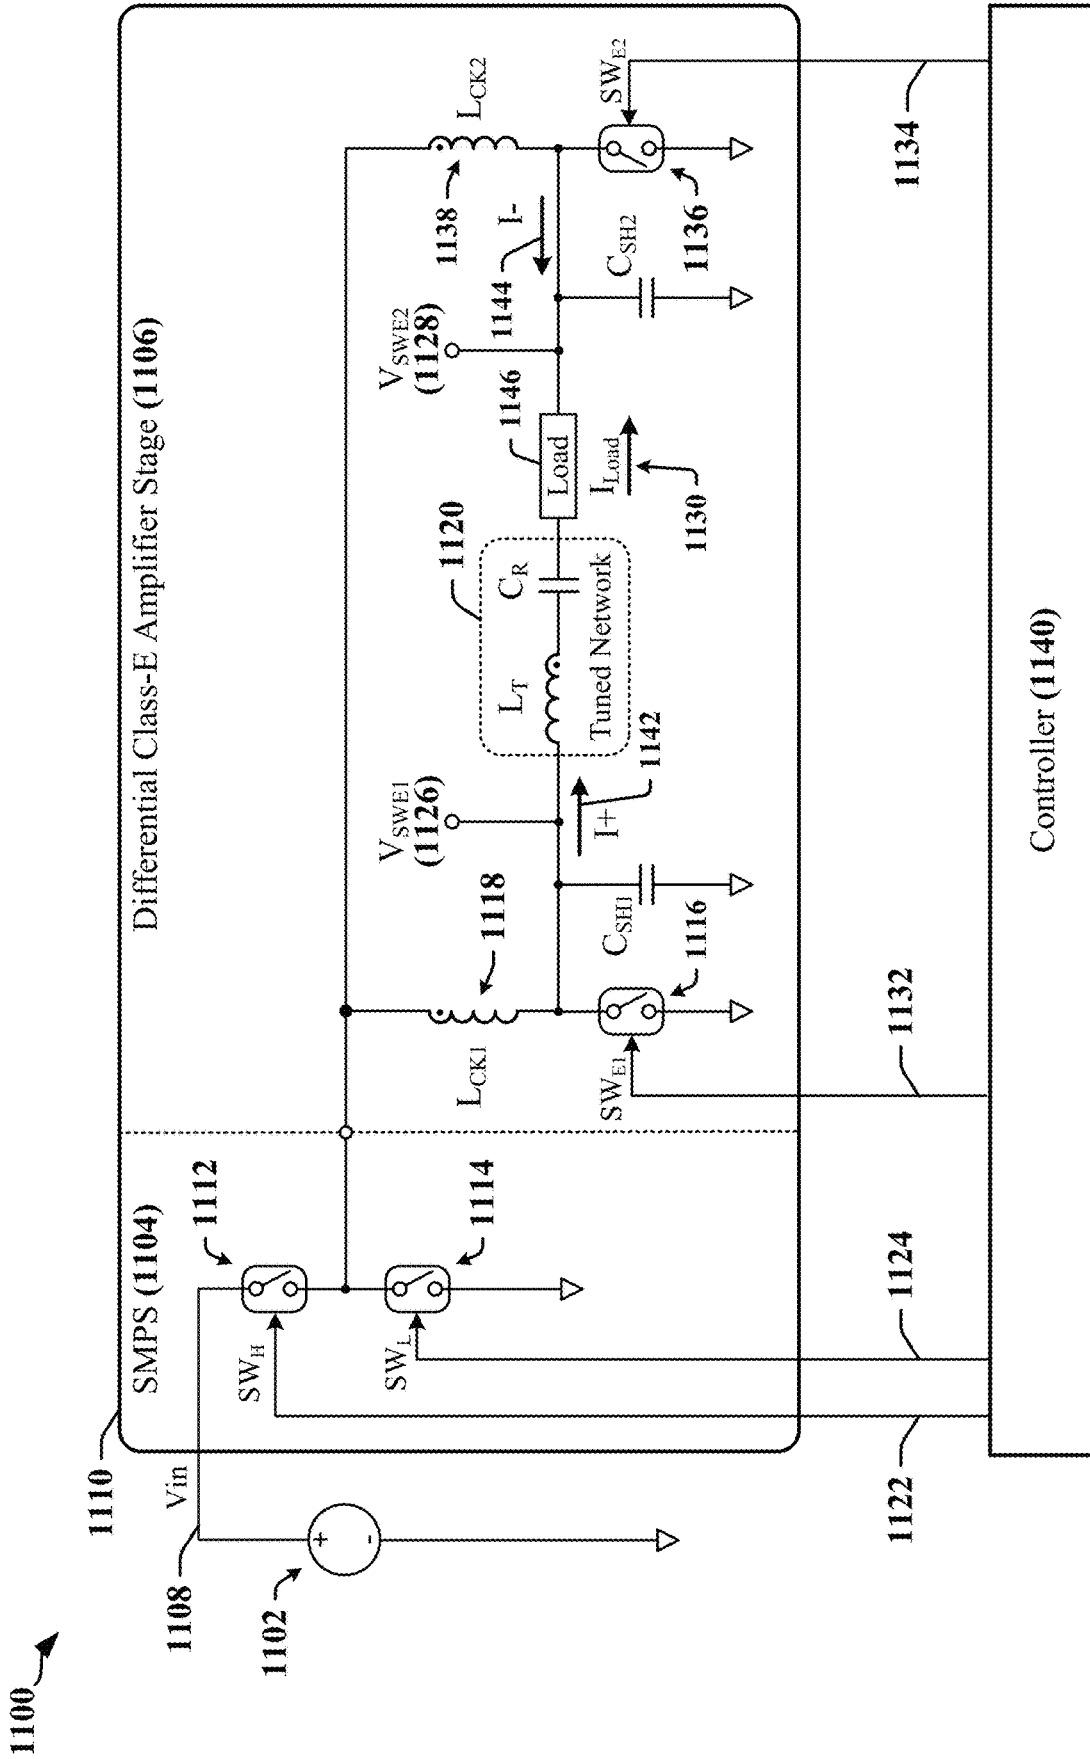 1100
1110
SMPS (1104)
Differential Class-E Amplifier Stage (1106)
1108
Vin
1112
SWH
1102
+
-
1114
SWL
LCK1
1118
VSWE1
(1126)
1120
LT
CR
Tuned Network
1146
Load
VSWE2
(1128)
1144
I-
1138
LCK2
SWE1
CSH1
1116
I+
1142
ILoad
1130
CSH2
SWE2
1136
1122
1124
1132
1134
Controller (1140)